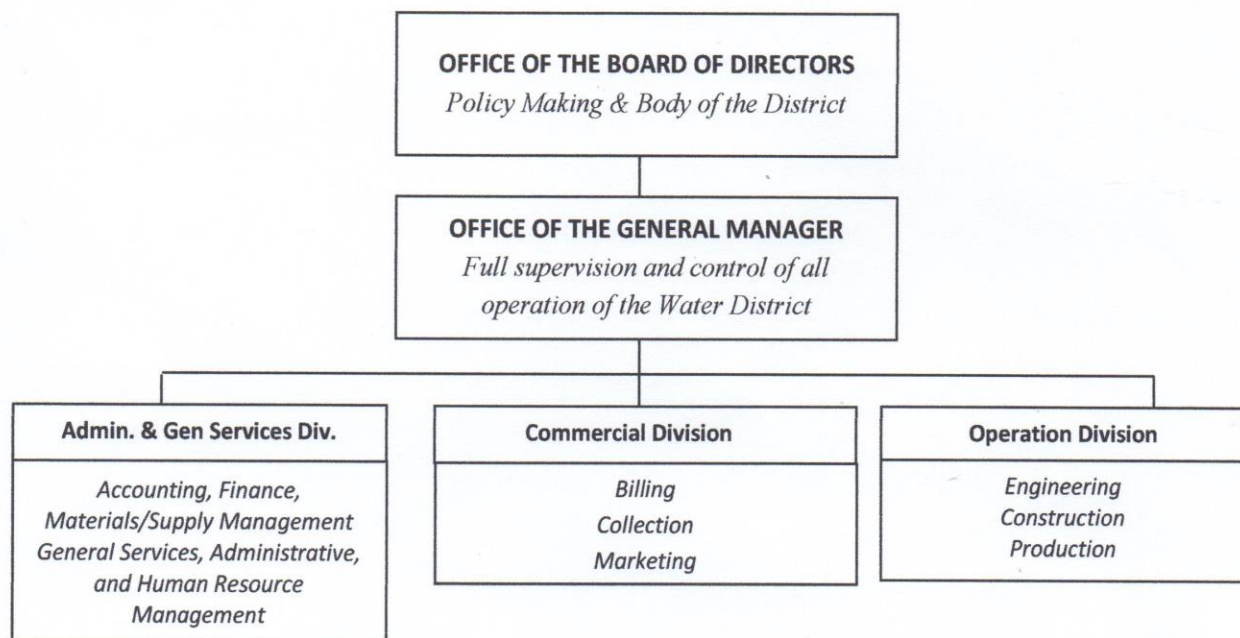 OFFICE OF THE BOARD OF DIRECTORS
Policy Making & Body of the District
OFFICE OF THE GENERAL MANAGER
Full supervision and control of all
operation of the Water District
Admin. & Gen Services Div.
Accounting, Finance,
Materials/Supply Management
General Services, Administrative,
and Human Resource
Management
Commercial Division
Billing
Collection
Marketing
Operation Division
Engineering
Construction
Production